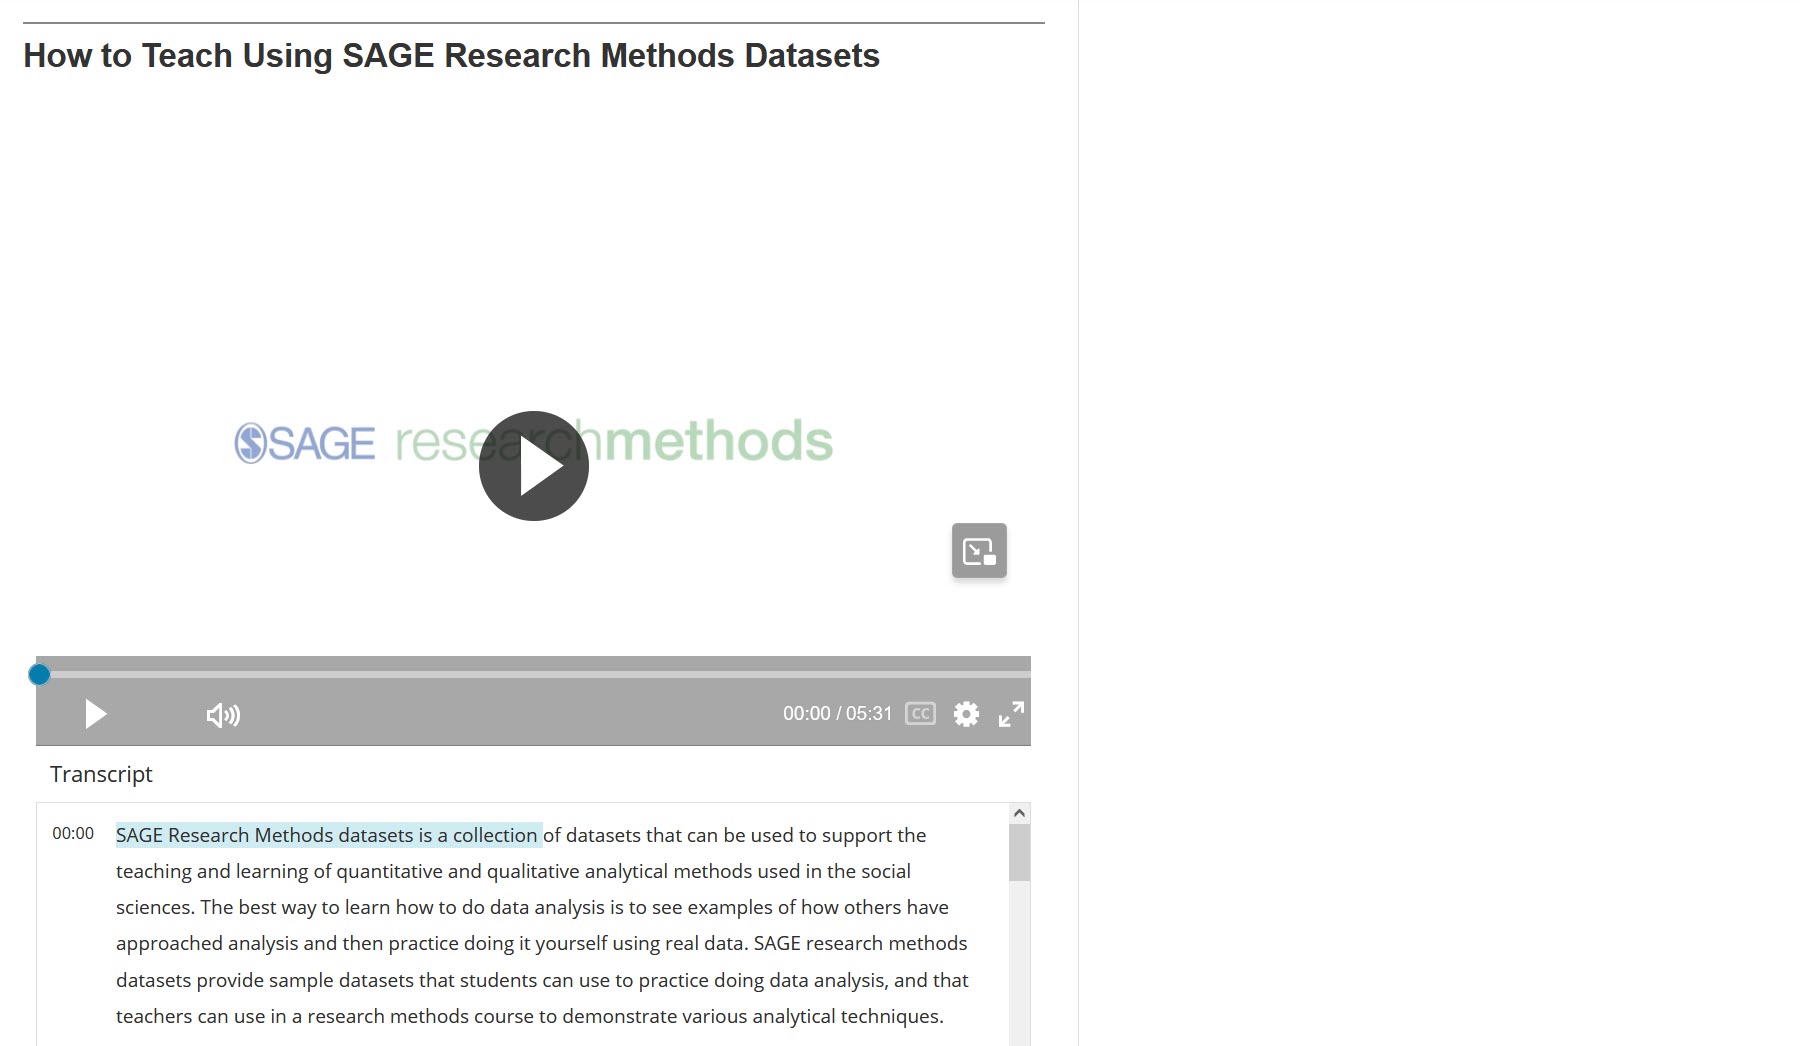 How to Teach Using SAGE Research Methods Datasets
SAGE researchmethods
00:00 / 05:31 CC
Transcript
00:00 SAGE Research Methods datasets is a collection of datasets that can be used to support the
teaching and learning of quantitative and qualitative analytical methods used in the social
sciences. The best way to learn how to do data analysis is to see examples of how others have
approached analysis and then practice doing it yourself using real data. SAGE research methods
datasets provide sample datasets that students can use to practice doing data analysis, and that
teachers can use in a research methods course to demonstrate various analytical techniques.